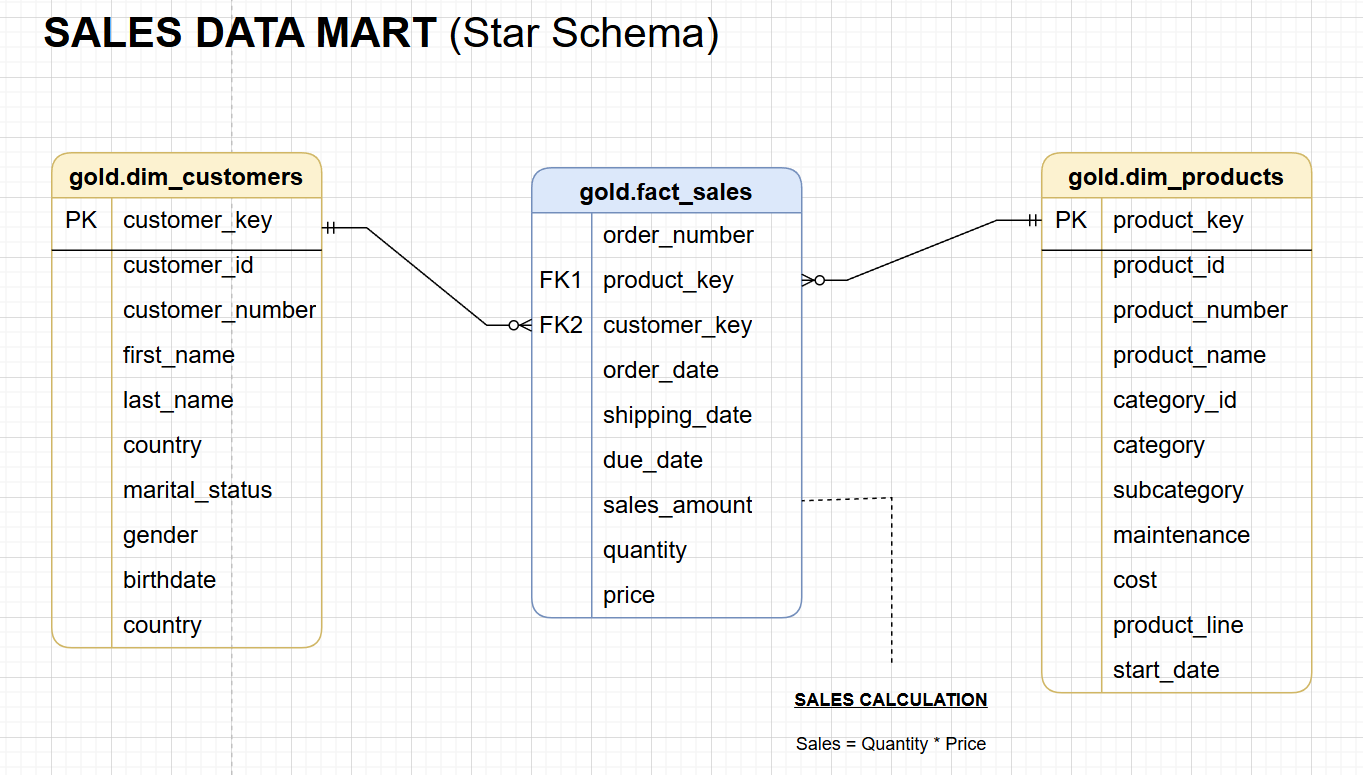 SALES DATA MART (Star Schema)
gold.dim_customers
PK customer_key
customer_id
customer_number
first_name
last_name
country
marital_status
gender
birthdate
country
gold.fact_sales
order_number
FK1 product_key
FK2 customer_key
order_date
shipping_date
due_date
sales_amount
quantity
price
gold.dim_products
PK product_key
product_id
product_number
product_name
category_id
category
subcategory
maintenance
cost
product_line
start_date
SALES CALCULATION
Sales = Quantity * Price